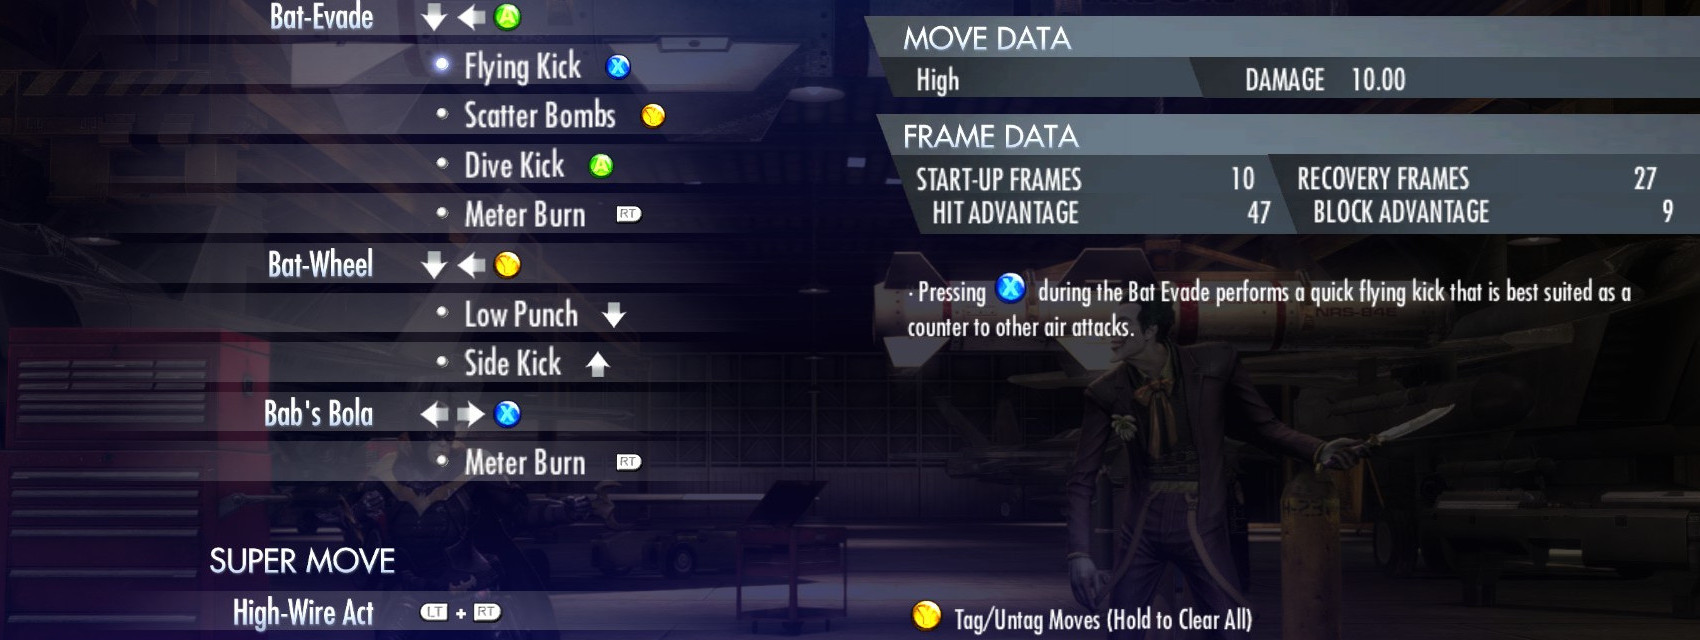 Bat-Evade A
Flying Kick X
Scatter Bombs Y
Dive Kick A
Meter Burn RT
Bat-Wheel Y
Low Punch
Side Kick
Bab's Bola X
Meter Burn RT
SUPER MOVE
High-Wire Act LT + RT
MOVE DATA
High DAMAGE 10.00
FRAME DATA
START-UP FRAMES 10 RECOVERY FRAMES 27
HIT ADVANTAGE 47 BLOCK ADVANTAGE 9
· Pressing X during the Bat Evade performs a quick flying kick that is best suited as a
counter to other air attacks.
Y Tag/Untag Moves (Hold to Clear All)